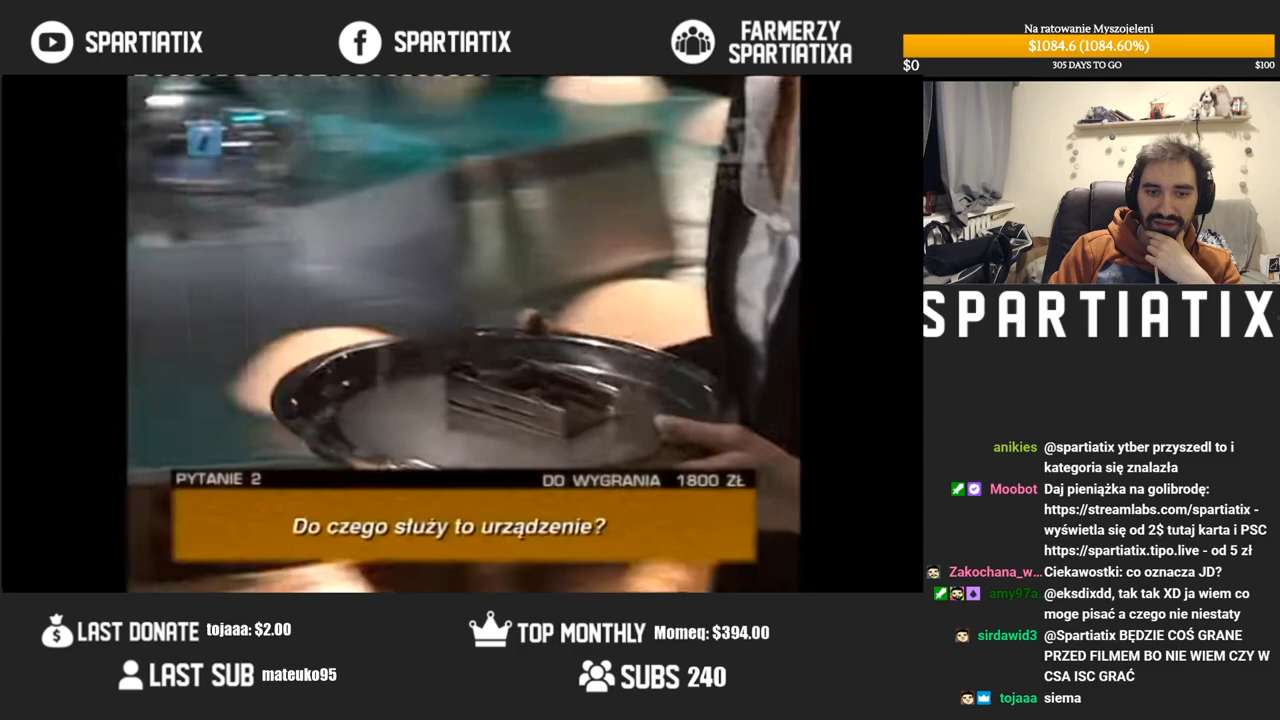 SPARTIATIX
SPARTIATIX
FARMERZY
SPARTIATIXA
Na ratowanie Myszojeleni
$1084.6 (1084.60%)
$0
305 DAYS TO GO
$100
PYTANIE 2
DO WYGRANIA 1800 ZŁ
Do czego służy to urządzenie?
SPARTIATIX
anikies @spartiatix ytber przyszedl to i
kategoria się znalazła
Moobot Daj pieniążka na golibrodę:
https://streamlabs.com/spartiatix -
wyświetla się od 2$ tutaj karta i PSC
https://spartiatix.tipo.live - od 5 zł
Zakochana_w... Ciekawostki: co oznacza JD?
amy97a. @eksdixdd, tak tak XD ja wiem co
moge pisać a czego nie niestaty
sirdawid3 @Spartiatix BĘDZIE COŚ GRANE
PRZED FILMEM BO NIE WIEM CZY W
CSA ISC GRAĆ
tojaaa siema
LAST DONATE tojaaa: $2.00
TOP MONTHLY Momeq: $394.00
LAST SUB mateuko95
SUBS 240